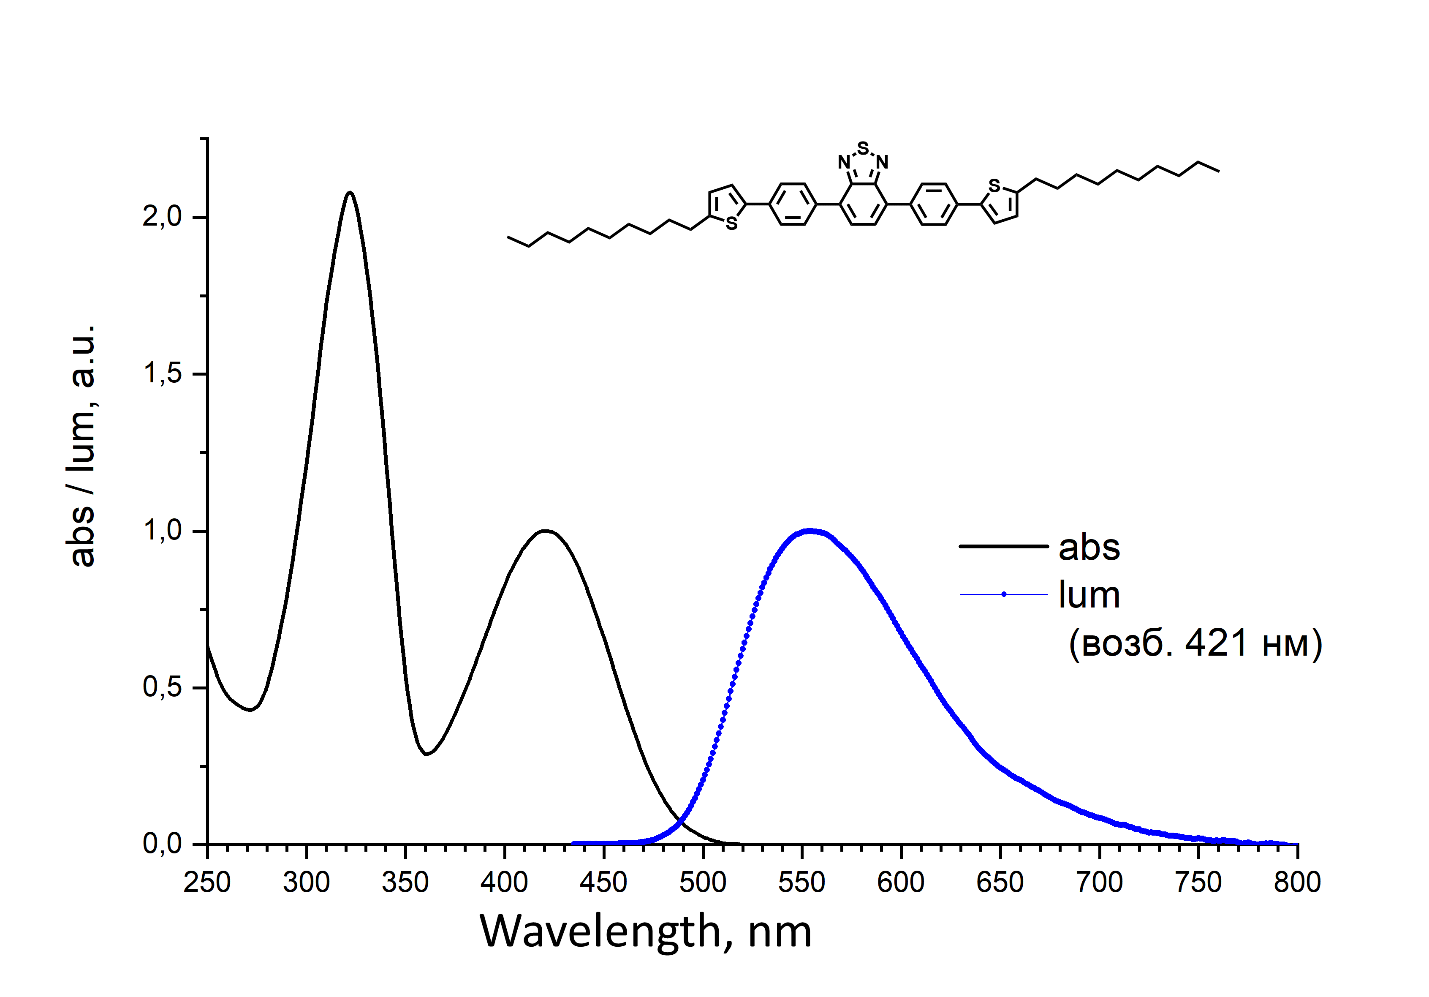 S
N N
S
S
2,0
1,5
1,0
0,5
0,0
abs / lum, a.u.
abs
lum
(возб. 421 нм)
250 300 350 400 450 500 550 600 650 700 750 800
Wavelength, nm